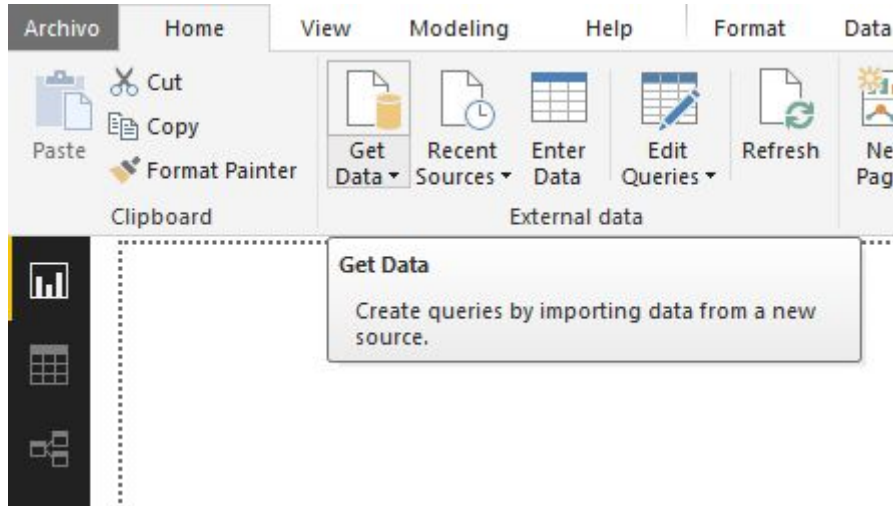 Archivo Home View Modeling Help Format Data
Cut
Copy
Format Painter
Paste
Get Data
Recent Sources
Enter Data
Edit Queries
Refresh
Clipboard
External data
Get Data
Create queries by importing data from a new
source.